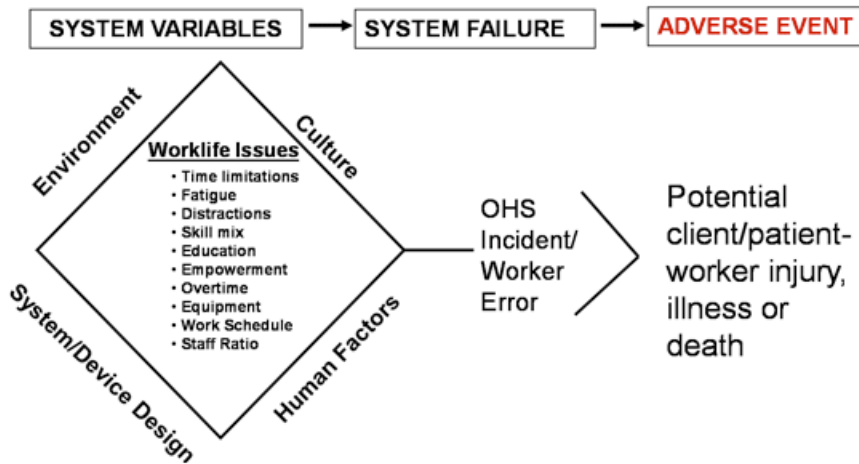 SYSTEM VARIABLES
SYSTEM FAILURE
ADVERSE EVENT
Environment
Culture
Worklife Issues
• Time limitations
• Fatigue
• Distractions
• Skill mix
• Education
• Empowerment
• Overtime
• Equipment
• Work Schedule
• Staff Ratio
System/Device Design
Human Factors
OHS
Incident/
Worker
Error
Potential
client/patient-
worker injury,
illness or
death